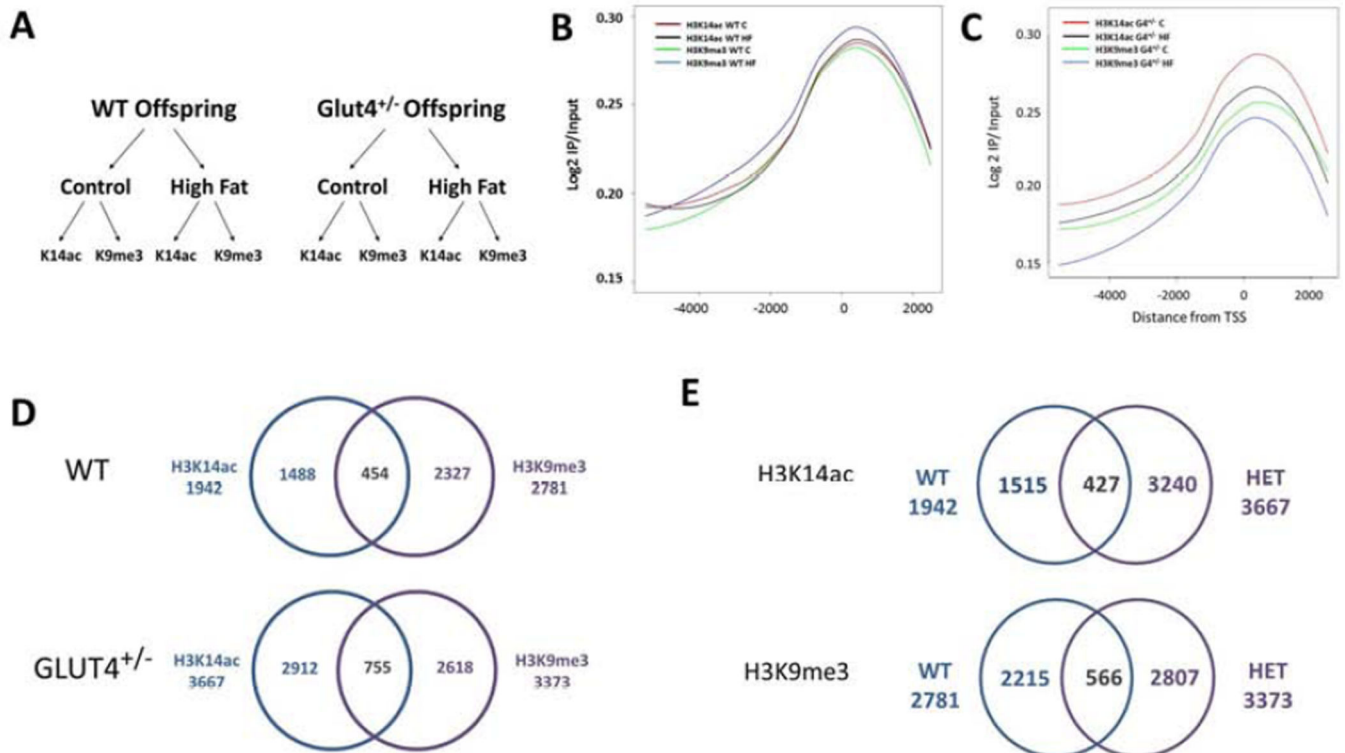 A
WT Offspring
Glut4+/- Offspring
Control
High Fat
Control
High Fat
K14ac K9me3 K14ac K9me3
K14ac K9me3 K14ac K9me3
B
H3K14ac WT C
H3K14ac WT HF
H3K9ma3 WT C
H3K9ma3 WT HF
Log2 IP/Input
0.30
0.25
0.20
0.15
-4000 -2000 0 2000
C
H3K14ac G4+/- C
H3K14ac G4+/- HF
H3K9me3 G4+/- C
H3K9me3 G4+/- HF
Log 2 IP/ Input
0.30
0.25
0.20
0.15
-4000 -2000 0 2000
Distance from TSS
D
WT
H3K14ac
1942
1488
454
2327
H3K9me3
2781
GLUT4+/-
H3K14ac
3667
2912
755
2618
H3K9me3
3373
E
H3K14ac
WT
1942
1515
427
3240
HET
3667
H3K9me3
WT
2781
2215
566
2807
HET
3373